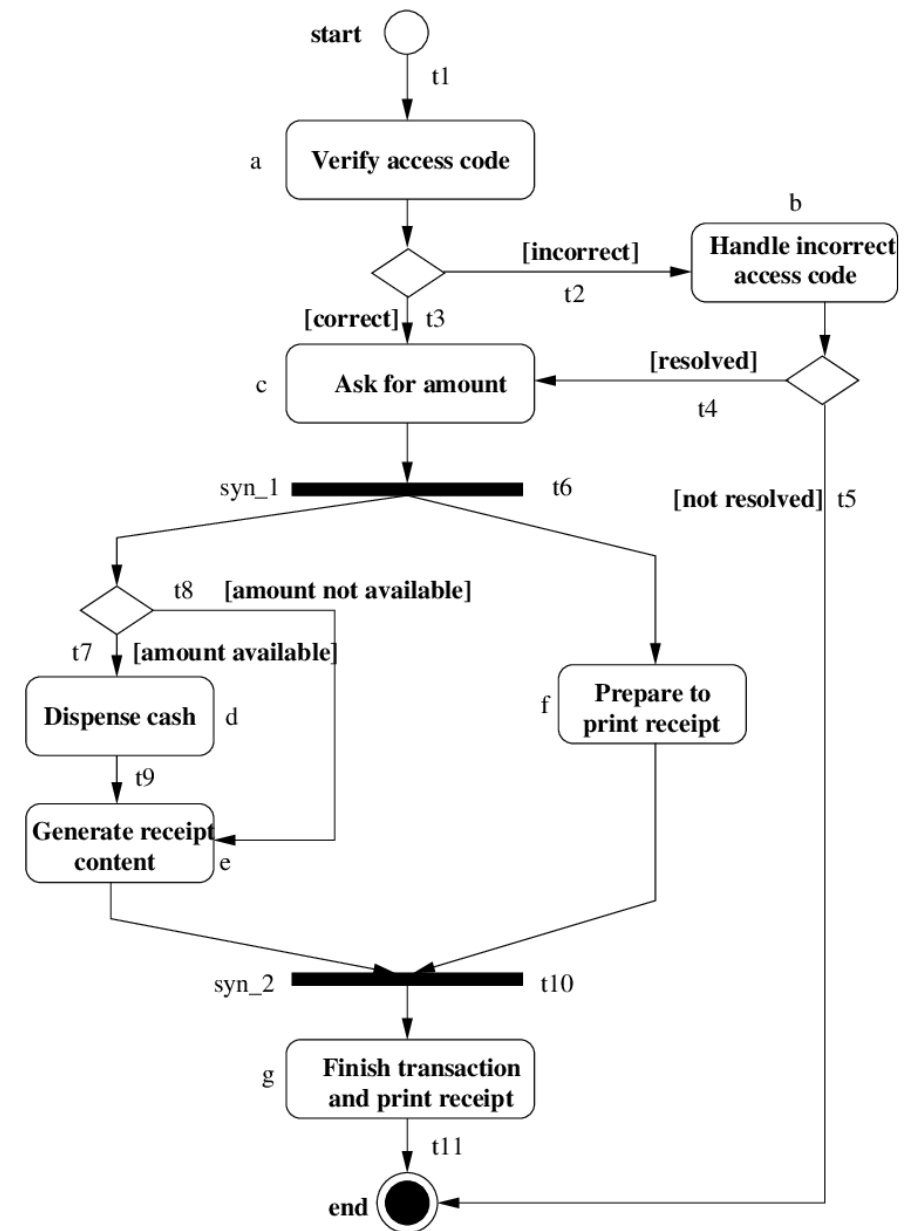 start
t1
a
Verify access code
b
[incorrect]
Handle incorrect
access code
t2
[correct]
t3
[resolved]
c
Ask for amount
t4
syn_1
t6
[not resolved]
t5
t8
[amount not available]
t7
[amount available]
Dispense cash
d
f
Prepare to
print receipt
t9
Generate receipt
content
e
syn_2
t10
g
Finish transaction
and print receipt
t11
end